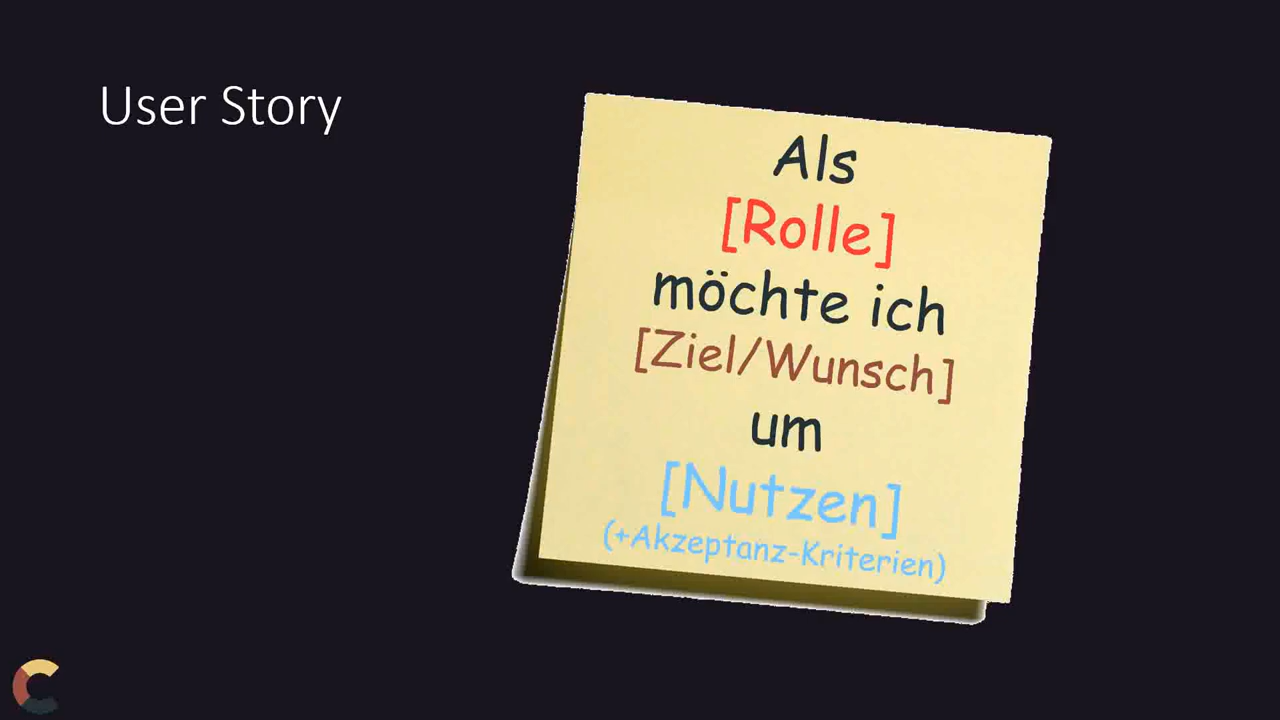 User Story
Als
[Rolle]
möchte ich
[Ziel/Wunsch]
um
[Nutzen]
(+Akzeptanz-Kriterien)